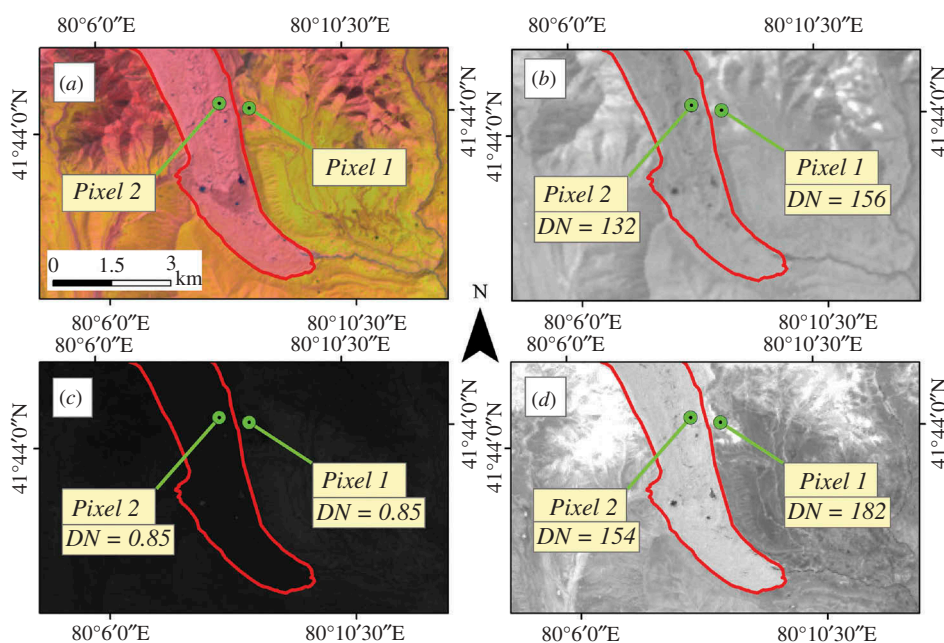 80°6′0″E 80°10′30″E 80°6′0″E 80°10′30″E
(a)
41°44′0″N
41°44′0″N
Pixel 2
Pixel 1
0 1.5 3
km
(b)
41°44′0″N
41°44′0″N
Pixel 2
DN = 132
Pixel 1
DN = 156
80°6′0″E 80°10′30″E N 80°6′0″E 80°10′30″E
80°6′0″E 80°10′30″E 80°6′0″E 80°10′30″E
(c)
41°44′0″N
41°44′0″N
Pixel 2
DN = 0.85
Pixel 1
DN = 0.85
(d)
41°44′0″N
41°44′0″N
Pixel 2
DN = 154
Pixel 1
DN = 182
80°6′0″E 80°10′30″E 80°6′0″E 80°10′30″E